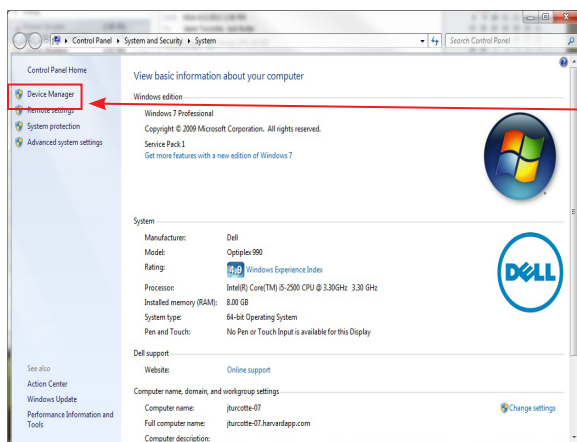 Control Panel ▸ System and Security ▸ System
Search Control Panel
Control Panel Home
Device Manager
Remote settings
System protection
Advanced system settings
View basic information about your computer
Windows edition
Windows 7 Professional
Copyright © 2009 Microsoft Corporation. All rights reserved.
Service Pack 1
Get more features with a new edition of Windows 7
System
Manufacturer: Dell
Model: Optiplex 990
Rating: 4,9 Windows Experience Index
Processor: Intel(R) Core(TM) i5-2500 CPU @ 3.30GHz 3.30 GHz
Installed memory (RAM): 8.00 GB
System type: 64-bit Operating System
Pen and Touch: No Pen or Touch Input is available for this Display
DELL
Dell support
Website: Online support
Computer name, domain, and workgroup settings
Computer name: jturcotte-07
Change settings
Full computer name: jturcotte-07.harvardapp.com
Computer description:
See also
Action Center
Windows Update
Performance Information and
Tools